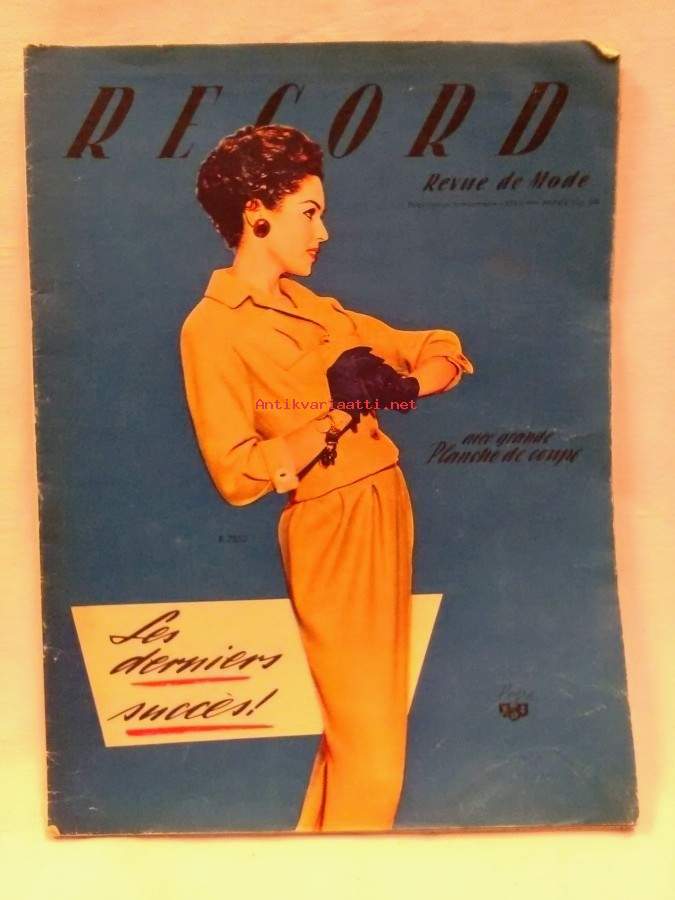 RECORD
Revue de Mode
Antikvariaatti.net
avec grande
Planche de coupe
Les
derniers
succès!